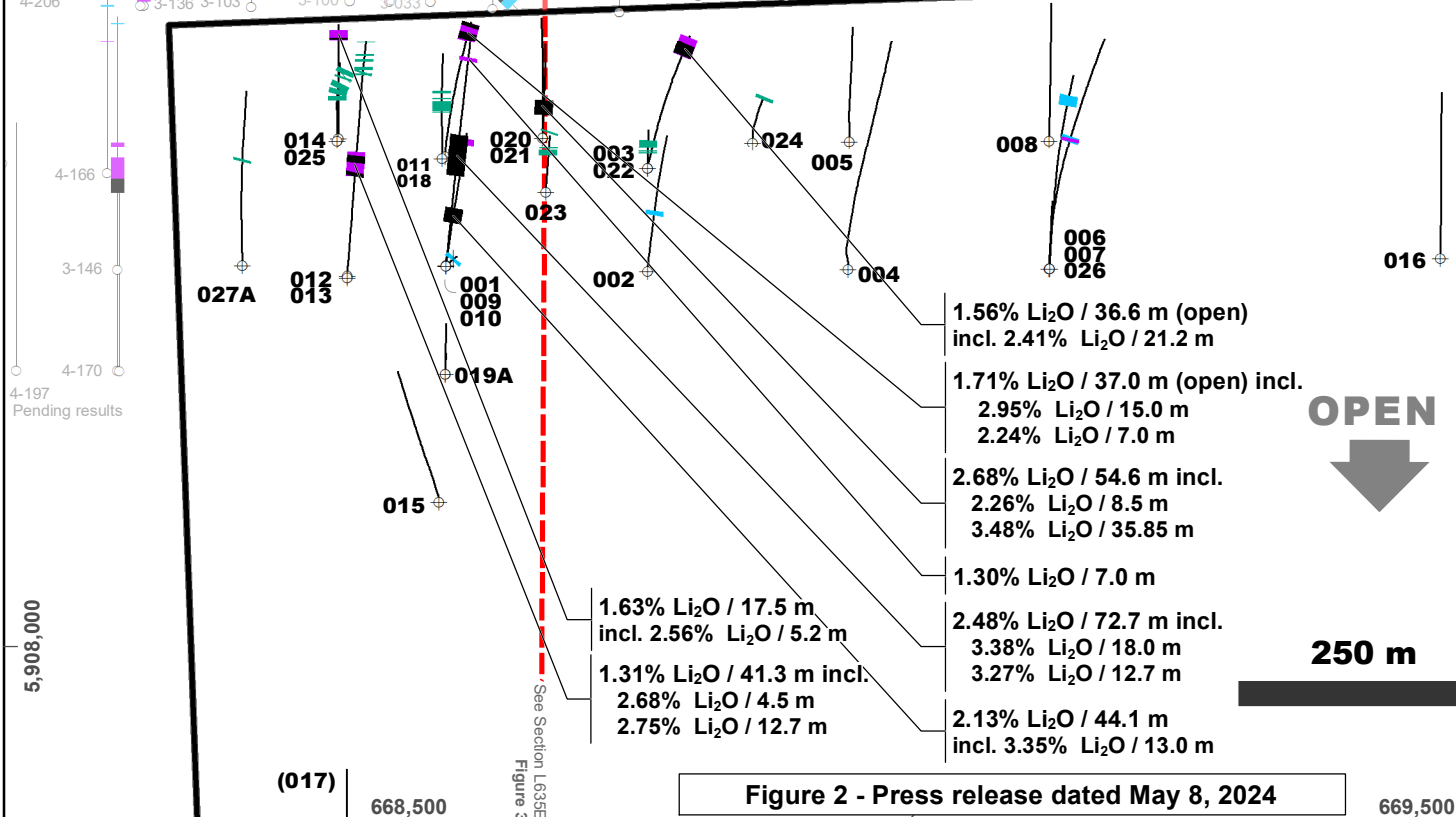 4-206
3-136
3-103
3-100
3-033
4-166
3-146
4-170
4-197
Pending results
014
025
011
018
020
021
003
022
024
005
008
023
027A
012
013
001
009
010
002
004
006
007
026
016
019A
015
1.56% Li₂O / 36.6 m (open)
incl. 2.41% Li₂O / 21.2 m
1.71% Li₂O / 37.0 m (open) incl.
2.95% Li₂O / 15.0 m
2.24% Li₂O / 7.0 m
OPEN
2.68% Li₂O / 54.6 m incl.
2.26% Li₂O / 8.5 m
3.48% Li₂O / 35.85 m
1.30% Li₂O / 7.0 m
1.63% Li₂O / 17.5 m
incl. 2.56% Li₂O / 5.2 m
2.48% Li₂O / 72.7 m incl.
3.38% Li₂O / 18.0 m
3.27% Li₂O / 12.7 m
250 m
1.31% Li₂O / 41.3 m incl.
2.68% Li₂O / 4.5 m
2.75% Li₂O / 12.7 m
2.13% Li₂O / 44.1 m
incl. 3.35% Li₂O / 13.0 m
5,908,000
See Section L635E
Figure 3
(017)
668,500
Figure 2 - Press release dated May 8, 2024
669,500